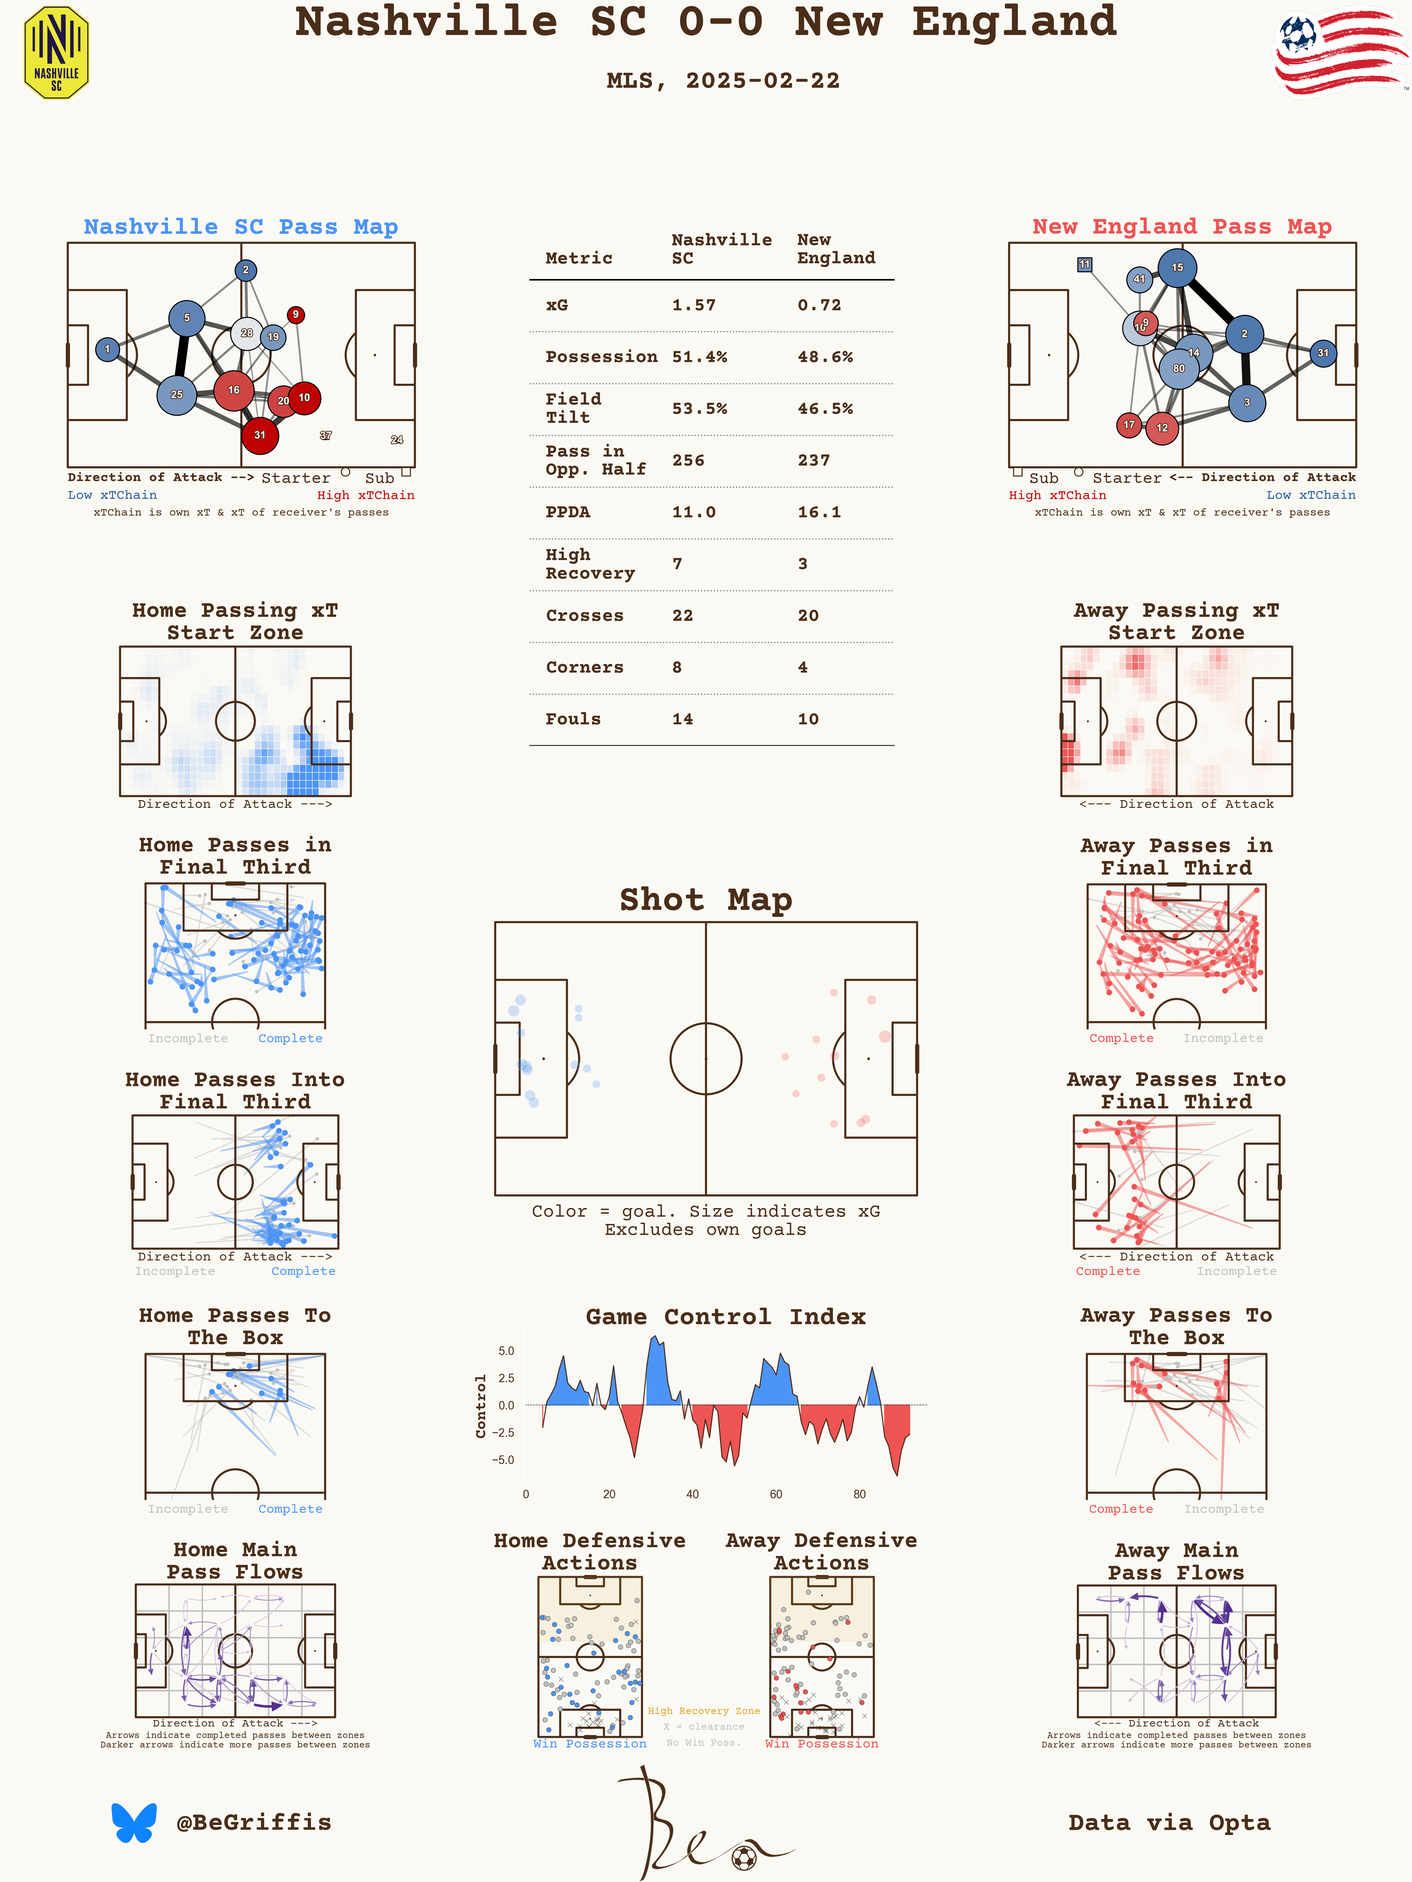 Nashville SC 0-0 New England
MLS, 2025-02-22
NASHVILLE
SC
TM
Nashville SC Pass Map
2
5
9
28
19
1
25
16
20
10
31
37
24
Direction of Attack --> Starter Sub
Low xTChain High xTChain
xTChain is own xT & xT of receiver's passes
Metric Nashville SC New England
xG 1.57 0.72
Possession 51.4% 48.6%
Field Tilt 53.5% 46.5%
Pass in Opp. Half 256 237
PPDA 11.0 16.1
High Recovery 7 3
Crosses 22 20
Corners 8 4
Fouls 14 10
New England Pass Map
11
15
41
10
9
2
14
31
80
3
17
12
Sub Starter <-- Direction of Attack
High xTChain Low xTChain
xTChain is own xT & xT of receiver's passes
Home Passing xT
Start Zone
Direction of Attack --->
Away Passing xT
Start Zone
<--- Direction of Attack
Home Passes in
Final Third
Incomplete Complete
Away Passes in
Final Third
Complete Incomplete
Shot Map
Color = goal. Size indicates xG
Excludes own goals
Home Passes Into
Final Third
Direction of Attack --->
Incomplete Complete
Away Passes Into
Final Third
<--- Direction of Attack
Complete Incomplete
Home Passes To
The Box
Incomplete Complete
Game Control Index
Control
5.0
2.5
0.0
−2.5
−5.0
0 20 40 60 80
Away Passes To
The Box
Complete Incomplete
Home Main
Pass Flows
Direction of Attack --->
Arrows indicate completed passes between zones
Darker arrows indicate more passes between zones
Home Defensive
Actions
Win Possession
High Recovery Zone
X = clearance
No Win Poss.
Away Defensive
Actions
Win Possession
Away Main
Pass Flows
<--- Direction of Attack
Arrows indicate completed passes between zones
Darker arrows indicate more passes between zones
@BeGriffis
Ben
Data via Opta